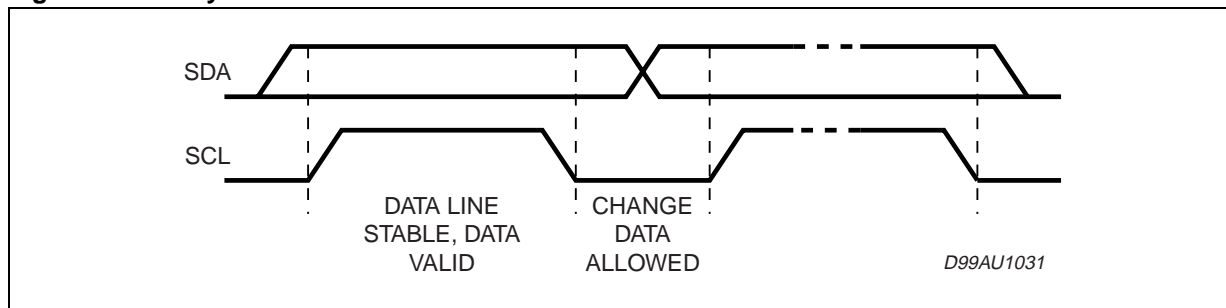 SDA
SCL
DATA LINE
STABLE, DATA
VALID
CHANGE
DATA
ALLOWED
D99AU1031